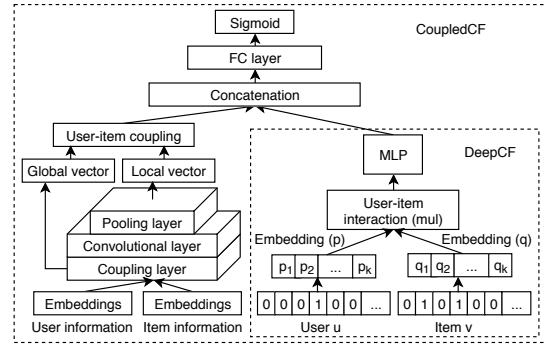 Sigmoid
CoupledCF
FC layer
Concatenation
User-item coupling
MLP
DeepCF
Global vector
Local vector
User-item
interaction (mul)
Pooling layer
Convolutional layer
Coupling layer
Embedding (p)
Embedding (q)
p1 p2 ... pk
q1 q2 ... qk
Embeddings
Embeddings
0 0 0 1 0 0 ...
0 1 0 1 0 0 ...
User information
Item information
User u
Item v